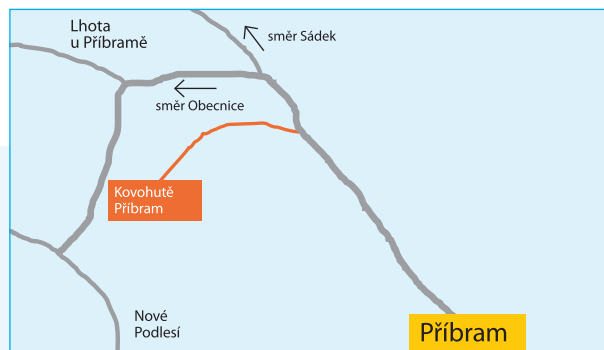 Lhota
u Příbramě
směr Sádek
směr Obecnice
Kovohutě
Příbram
Nové
Podlesí
Příbram